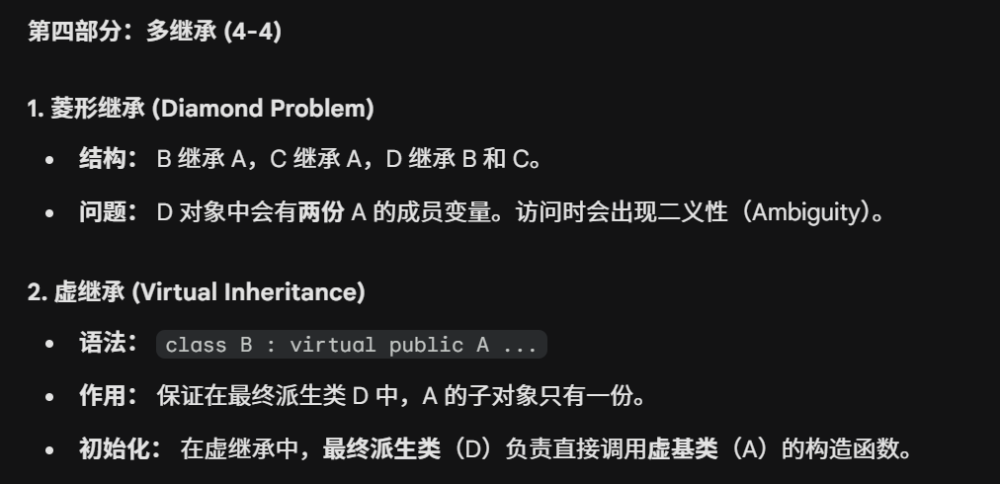 第四部分：多继承 (4-4)
1. 菱形继承 (Diamond Problem)
• 结构： B 继承 A，C 继承 A，D 继承 B 和 C。
• 问题： D 对象中会有两份 A 的成员变量。访问时会出现二义性（Ambiguity）。
2. 虚继承 (Virtual Inheritance)
• 语法： class B : virtual public A ...
• 作用： 保证在最终派生类 D 中，A 的子对象只有一份。
• 初始化： 在虚继承中，最终派生类（D）负责直接调用虚基类（A）的构造函数。